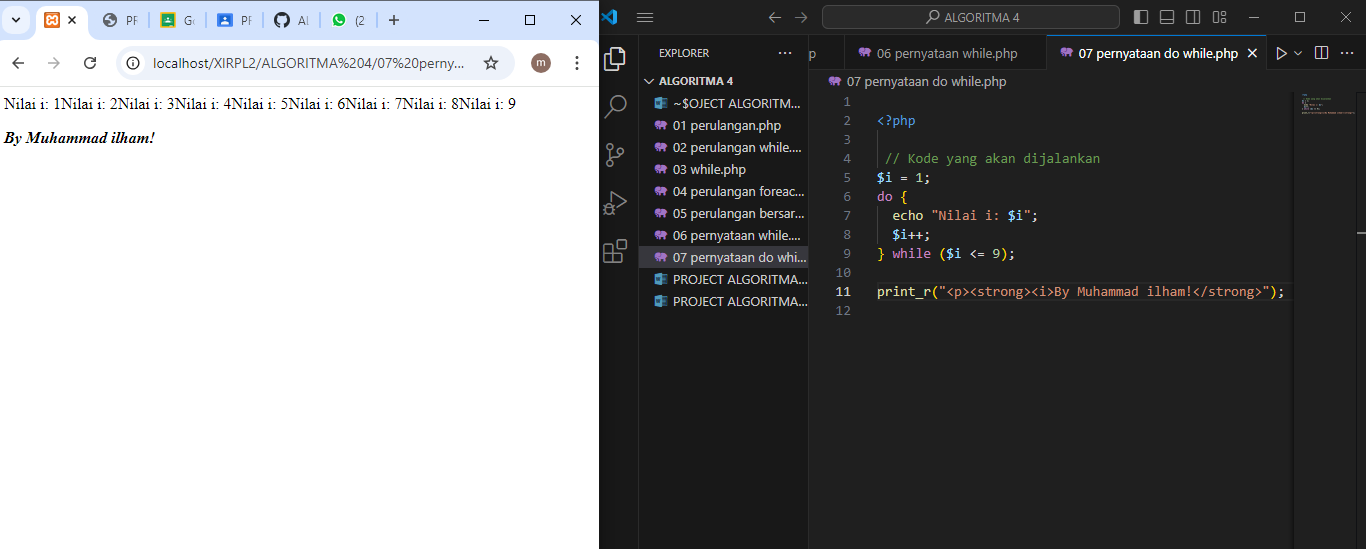 PF
G
PF
Al
(2
localhost/XIRPL2/ALGORITMA%204/07%20perny...
m
Nilai i: 1Nilai i: 2Nilai i: 3Nilai i: 4Nilai i: 5Nilai i: 6Nilai i: 7Nilai i: 8Nilai i: 9
By Muhammad ilham!
ALGORITMA 4
EXPLORER
ALGORITMA 4
~$OJECT ALGORITM...
01 perulangan.php
02 perulangan while....
03 while.php
04 perulangan foreac...
05 perulangan bersar...
06 pernyataan while....
07 pernyataan do whi...
PROJECT ALGORITMA...
PROJECT ALGORITMA...
p
06 pernyataan while.php
07 pernyataan do while.php
07 pernyataan do while.php
1
2 <?php
3
4 // Kode yang akan dijalankan
5 $i = 1;
6 do {
7 echo "Nilai i: $i";
8 $i++;
9 } while ($i <= 9);
10
11 print_r("<p><strong><i>By Muhammad ilham!</strong>");
12